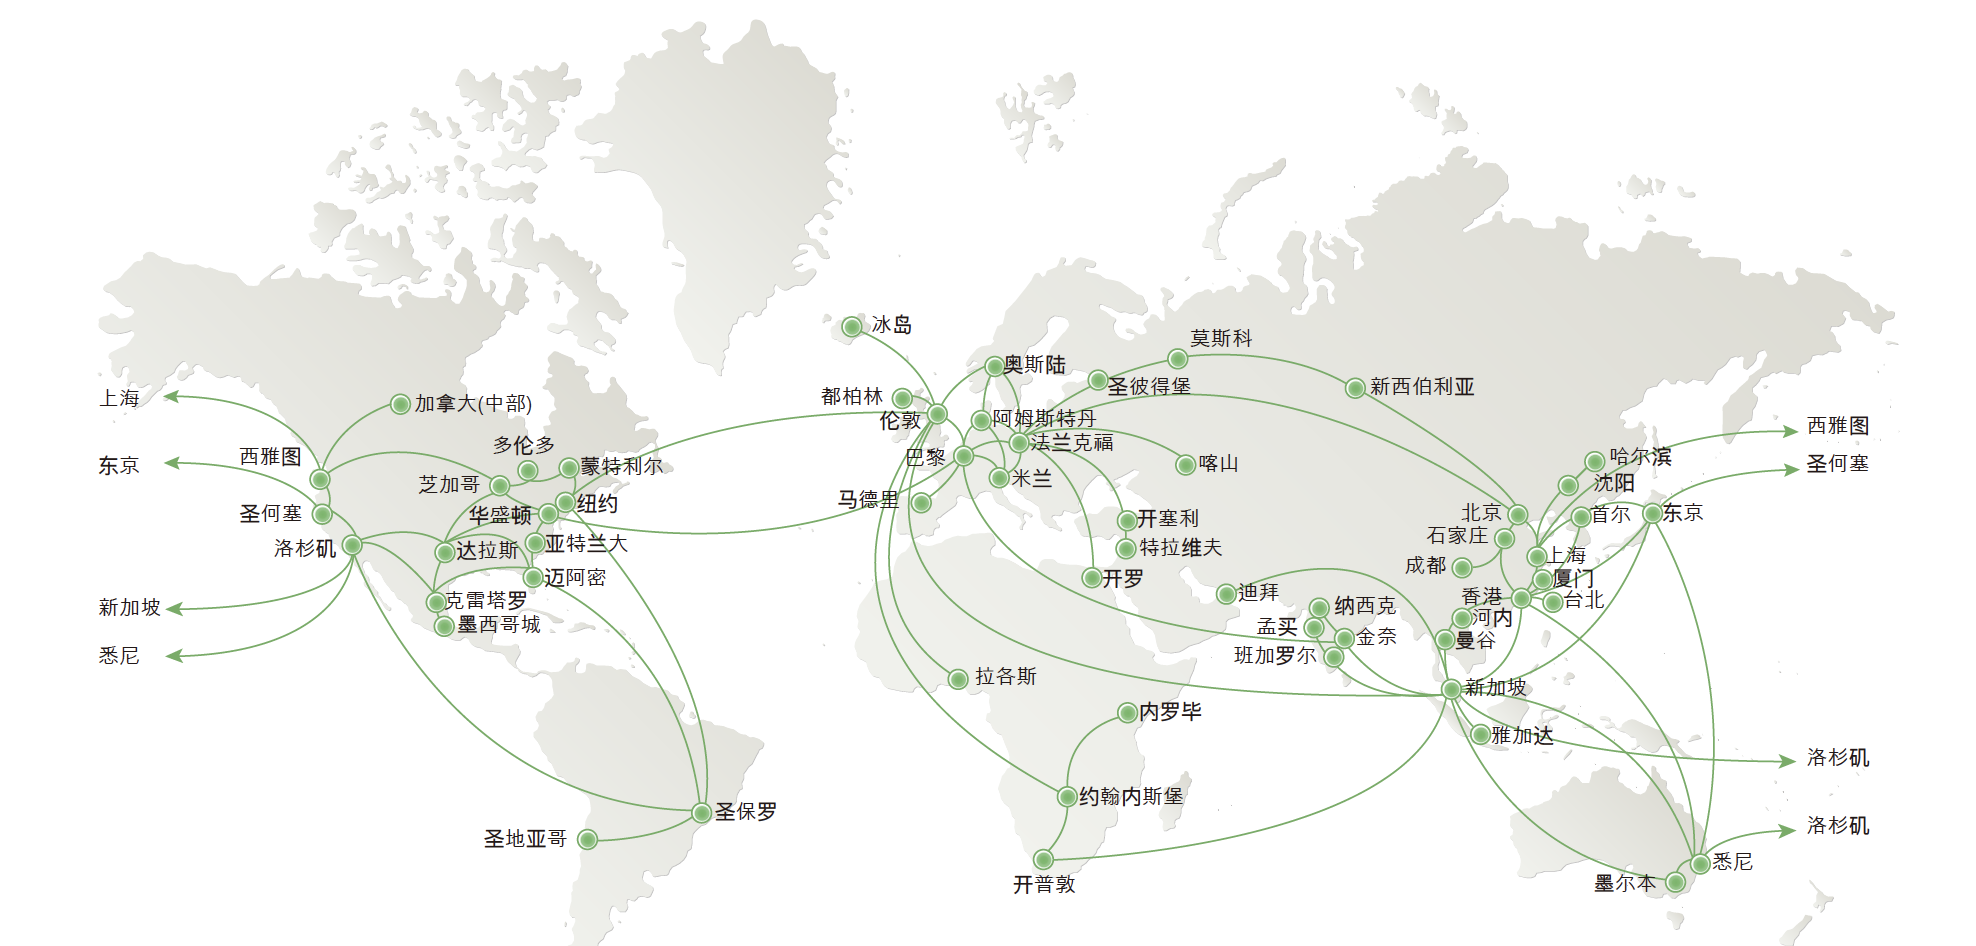 冰岛
莫斯科
奥斯陆
圣彼得堡
新西伯利亚
上海
加拿大(中部)
都柏林
伦敦
阿姆斯特丹
西雅图
多伦多
法兰克福
东京
西雅图
蒙特利尔
巴黎
喀山
哈尔滨
圣何塞
芝加哥
米兰
沈阳
圣何塞
华盛顿
纽约
马德里
开塞利
北京
首尔
东京
洛杉矶
达拉斯
亚特兰大
特拉维夫
石家庄
上海
迈阿密
开罗
成都
厦门
新加坡
克雷塔罗
迪拜
纳西克
香港
台北
墨西哥城
孟买
金奈
河内
悉尼
班加罗尔
曼谷
拉各斯
新加坡
内罗毕
雅加达
洛杉矶
约翰内斯堡
圣保罗
洛杉矶
圣地亚哥
悉尼
开普敦
墨尔本